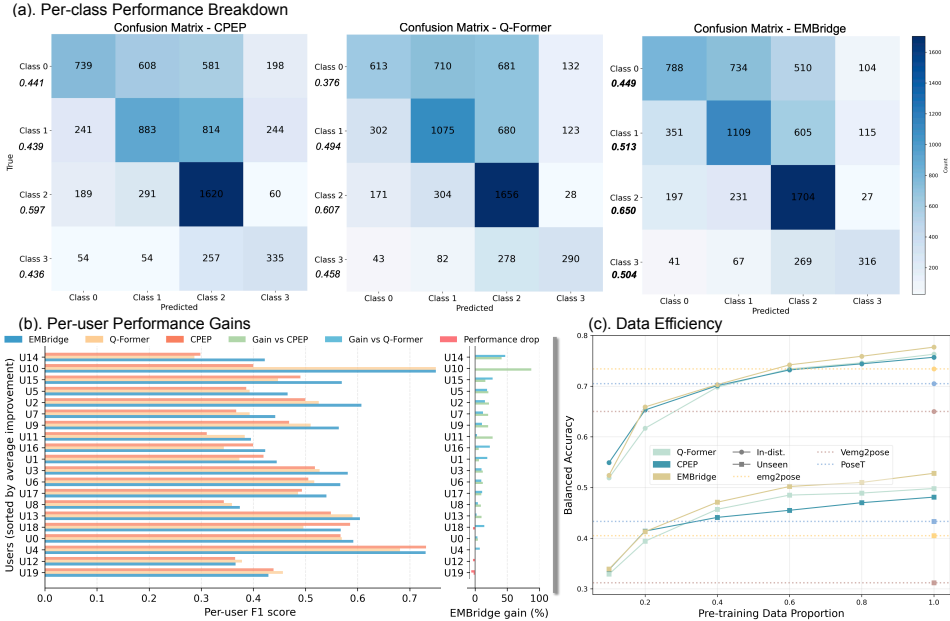 (a). Per-class Performance Breakdown
Confusion Matrix - CPEP
Confusion Matrix - Q-Former
Confusion Matrix - EMBridge
True
Class 0 739 608 581 198
0.441
Class 1 241 883 814 244
0.439
Class 2 189 291 1620 60
0.597
Class 3 54 54 257 335
0.436
Class 0 Class 1 Class 2 Class 3
Predicted
Class 0 613 710 681 132
0.376
Class 1 302 1075 680 123
0.494
Class 2 171 304 1656 28
0.607
Class 3 43 82 278 290
0.458
Class 0 Class 1 Class 2 Class 3
Predicted
Class 0 788 734 510 104
0.449
Class 1 351 1109 605 115
0.513
Class 2 197 231 1704 27
0.650
Class 3 41 67 269 316
0.504
Class 0 Class 1 Class 2 Class 3
Predicted
1600
1400
1200
1000
800
600
400
200
Count
(b). Per-user Performance Gains
EMBridge Q-Former CPEP Gain vs CPEP Gain vs Q-Former Performance drop
Users (sorted by average improvement)
U14
U10
U15
U5
U2
U7
U9
U11
U16
U1
U3
U6
U17
U8
U13
U18
U0
U4
U12
U19
0.0 0.1 0.2 0.3 0.4 0.5 0.6 0.7
Per-user F1 score
U14
U10
U15
U5
U2
U7
U9
U11
U16
U1
U3
U6
U17
U8
U13
U18
U0
U4
U12
U19
0 50 100
EMBridge gain (%)
(c). Data Efficiency
Balanced Accuracy
0.8
0.7
0.6
0.5
0.4
0.3
Q-Former In-dist. Vemg2pose
CPEP Unseen PoseT
EMBridge emg2pose
0.2 0.4 0.6 0.8 1.0
Pre-training Data Proportion